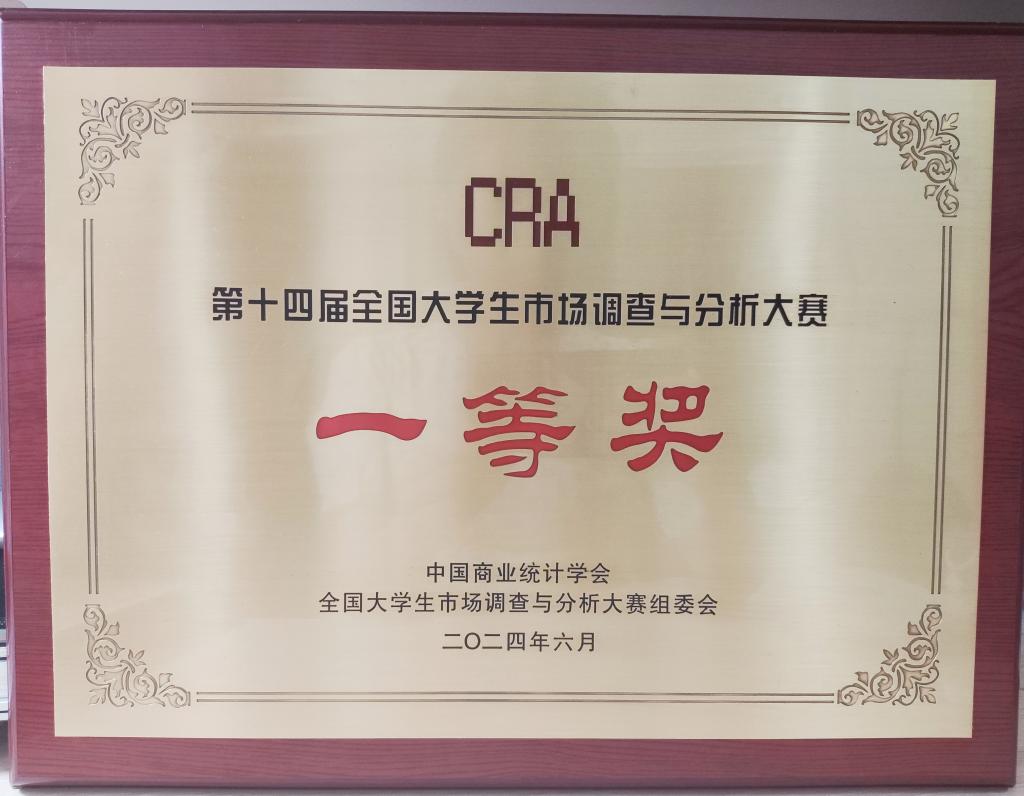 CRA
第十四届全国大学生市场调查与分析大赛
一等奖
中国商业统计学会
全国大学生市场调查与分析大赛组委会
二〇二四年六月